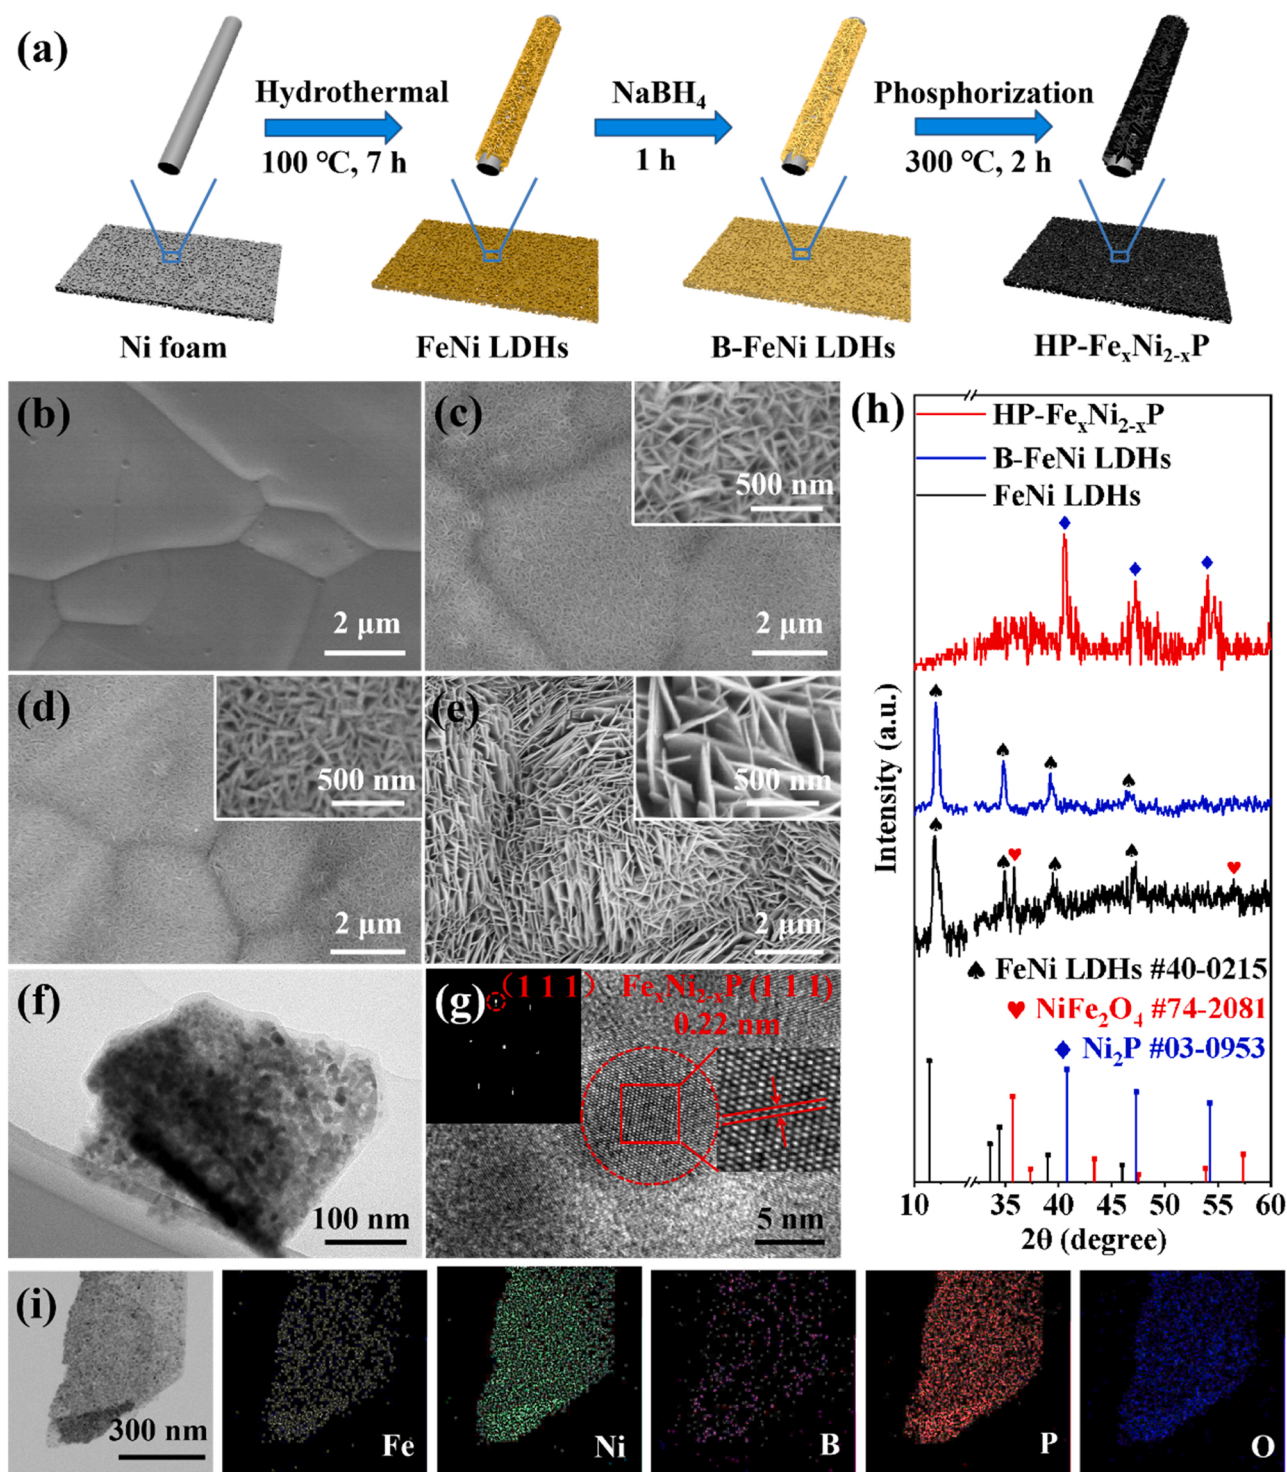 (a)
Hydrothermal
100 ℃, 7 h
NaBH₄
1 h
Phosphorization
300 ℃, 2 h
Ni foam
FeNi LDHs
B-FeNi LDHs
HP-FeₓNi₂₋ₓP
(b)
2 μm
(c)
500 nm
2 μm
(d)
500 nm
2 μm
(e)
500 nm
2 μm
(f)
100 nm
(g)
(1 1 1)
FeₓNi₂₋ₓP (1 1 1)
0.22 nm
5 nm
(h)
HP-FeₓNi₂₋ₓP
B-FeNi LDHs
FeNi LDHs
Intensity (a.u.)
♠ FeNi LDHs #40-0215
♥ NiFe₂O₄ #74-2081
♦ Ni₂P #03-0953
10 35 40 45 50 55 60
2θ (degree)
(i)
300 nm
Fe
Ni
B
P
O